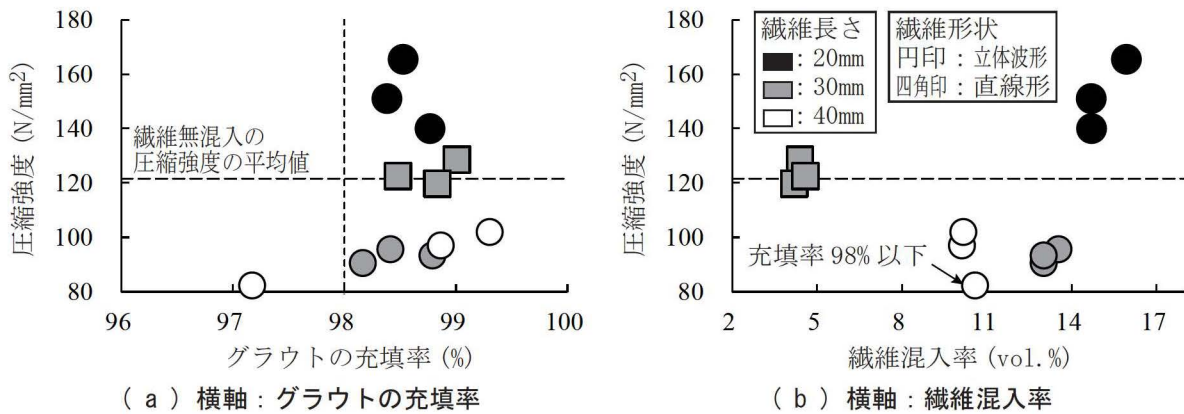 180
160
140
120
100
80
圧縮強度 (N/mm²)
繊維無混入の
圧縮強度の平均値
96
97
98
99
100
グラウトの充填率 (%)
( a ) 横軸:グラウトの充填率
180
160
140
120
100
80
圧縮強度 (N/mm²)
繊維長さ
: 20mm
: 30mm
: 40mm
繊維形状
円印:立体波形
四角印:直線形
充填率 98% 以下
2
5
8
11
14
17
繊維混入率 (vol.%)
( b ) 横軸:繊維混入率